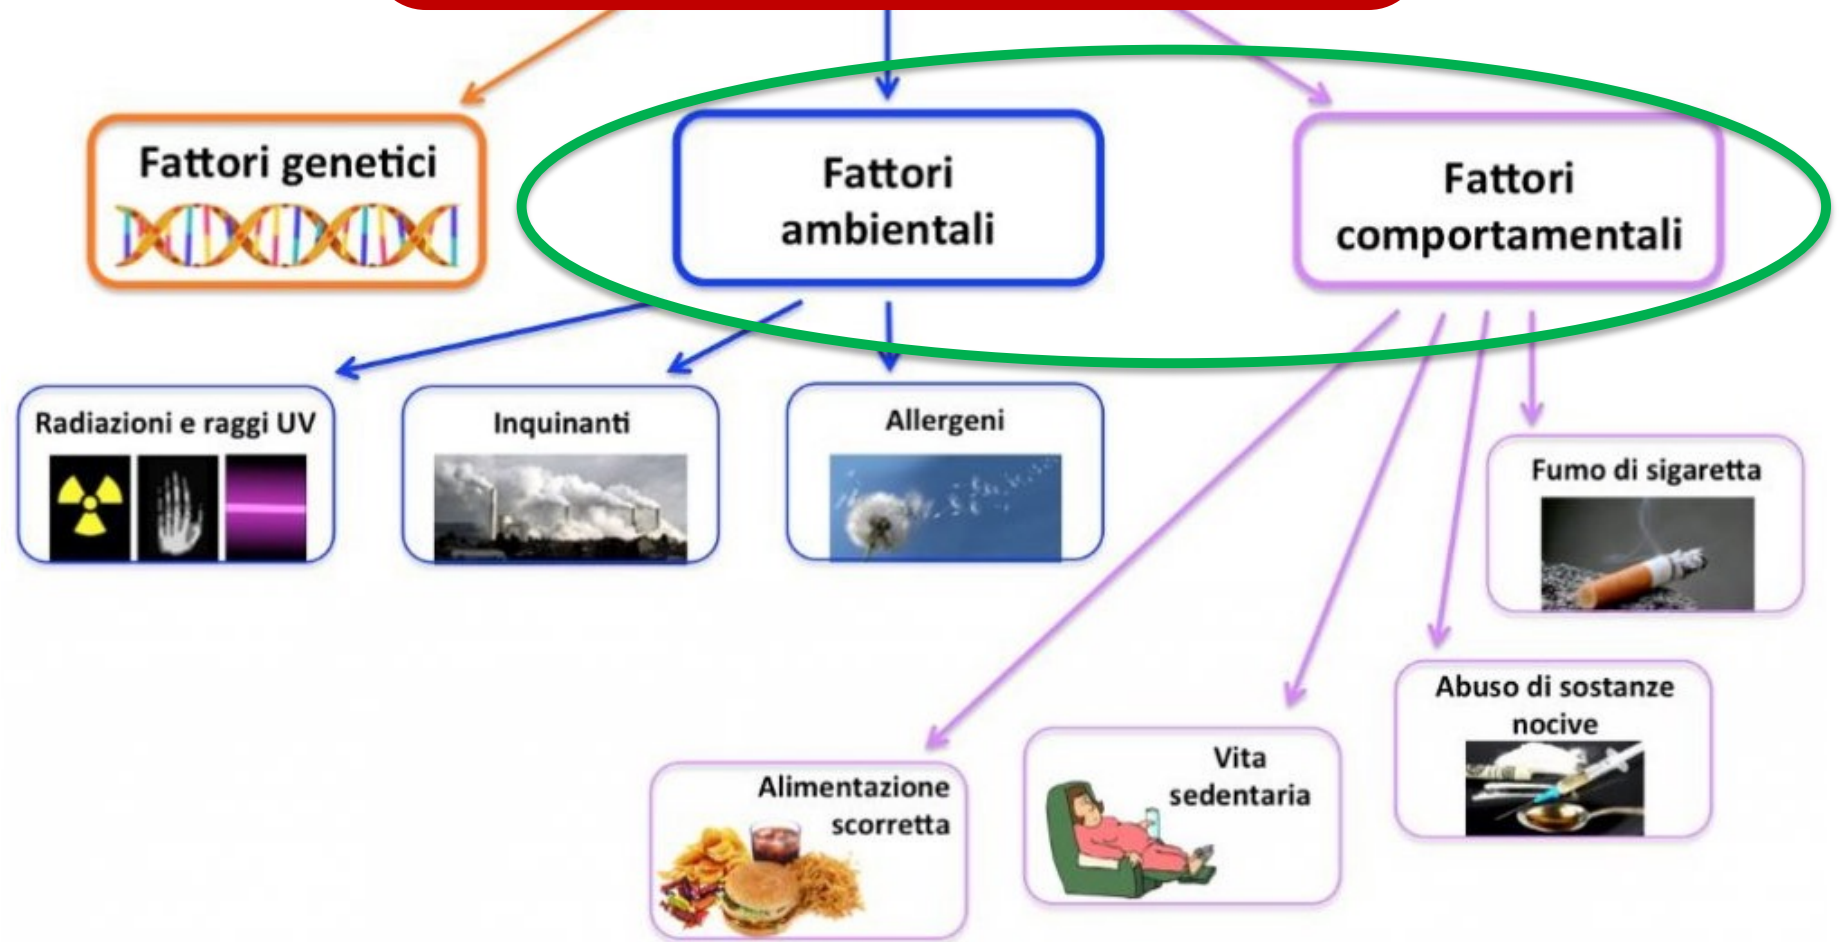 Fattori genetici
Fattori
ambientali
Fattori
comportamentali
Radiazioni e raggi UV
Inquinanti
Allergeni
Fumo di sigaretta
Abuso di sostanze
nocive
Vita
sedentaria
Alimentazione
scorretta